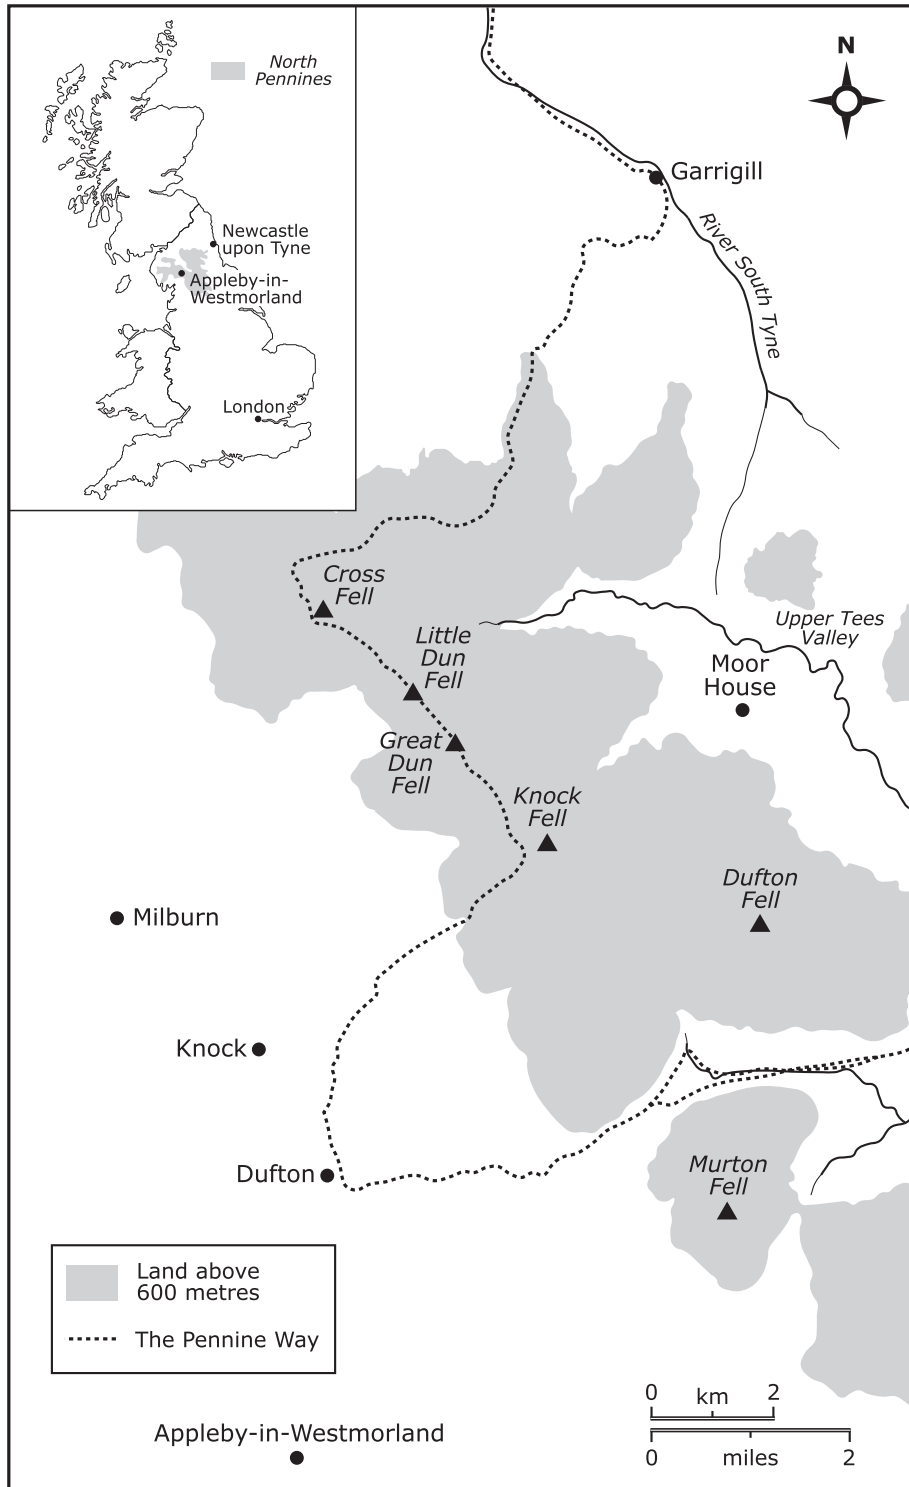 North
Pennines
Newcastle
upon Tyne
Appleby-in-
Westmorland
London
N
Garrigill
River South Tyne
Cross
Fell
Little
Dun
Fell
Upper Tees
Valley
Moor
House
Great
Dun
Fell
Knock
Fell
Dufton
Fell
Milburn
Knock
Dufton
Murton
Fell
Land above
600 metres
The Pennine Way
Appleby-in-Westmorland
0 km 2
0 miles 2